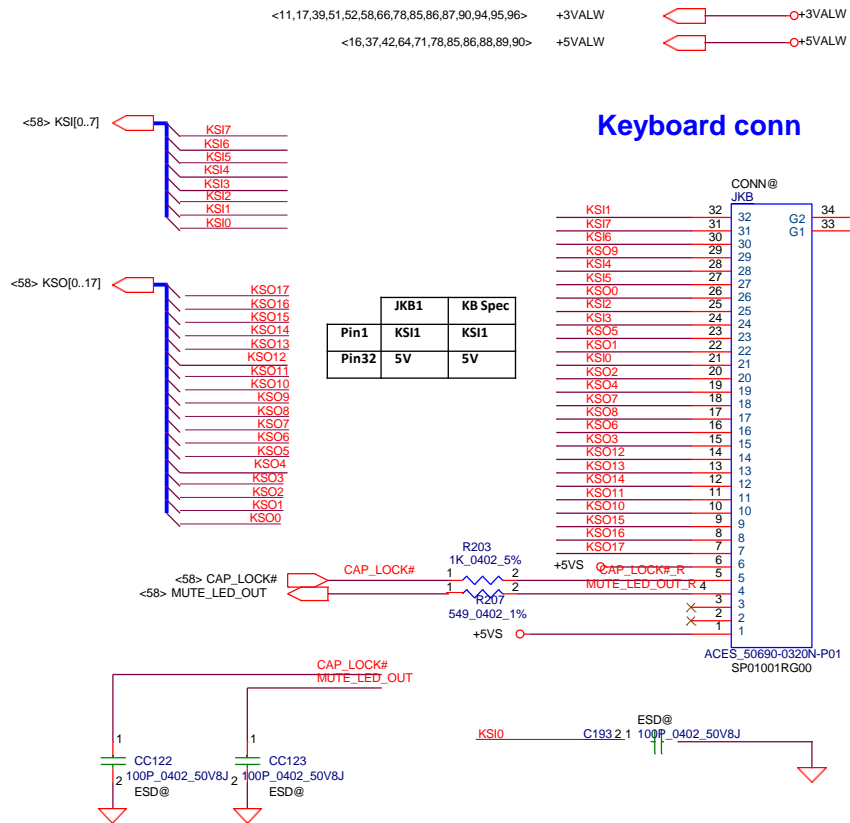 <11,17,39,51,52,58,66,78,85,86,87,90,94,95,96> +3VALW +3VALW
<16,37,42,64,71,78,85,86,88,89,90> +5VALW +5VALW
Keyboard conn
<58> KSI[0..7]
KSI7
KSI6
KSI5
KSI4
KSI3
KSI2
KSI1
KSI0
<58> KSO[0..17]
KSO17
KSO16
KSO15
KSO14
KSO13
KSO12
KSO11
KSO10
KSO9
KSO8
KSO7
KSO6
KSO5
KSO4
KSO3
KSO2
KSO1
KSO0
JKB1 KB Spec
Pin1 KSI1 KSI1
Pin32 5V 5V
CONN@
JKB
KSI1 32 32 G2 34
KSI7 31 31 G1 33
KSI6 30 30
KSO9 29 29
KSI4 28 28
KSI5 27 27
KSO0 26 26
KSI2 25 25
KSI3 24 24
KSO5 23 23
KSO1 22 22
KSI0 21 21
KSO2 20 20
KSO4 19 19
KSO7 18 18
KSO8 17 17
KSO6 16 16
KSO3 15 15
KSO12 14 14
KSO13 13 13
KSO14 12 12
KSO11 11 11
KSO10 10 10
KSO15 9 9
KSO16 8 8
KSO17 7 7
+5VS 6 6
CAP_LOCK#_R 5 5
MUTE_LED_OUT_R 4 4
3 3
2 2
+5VS 1 1
ACES_50690-0320N-P01
SP01001RG00
R203
1K_0402_5%
<58> CAP_LOCK# CAP_LOCK# 1 2
<58> MUTE_LED_OUT 1 2
R207
549_0402_1%
CAP_LOCK#
MUTE_LED_OUT
1 1
CC122 CC123
2 100P_0402_50V8J 2 100P_0402_50V8J
ESD@ ESD@
ESD@
KSI0 C193 2 1 100P_0402_50V8J